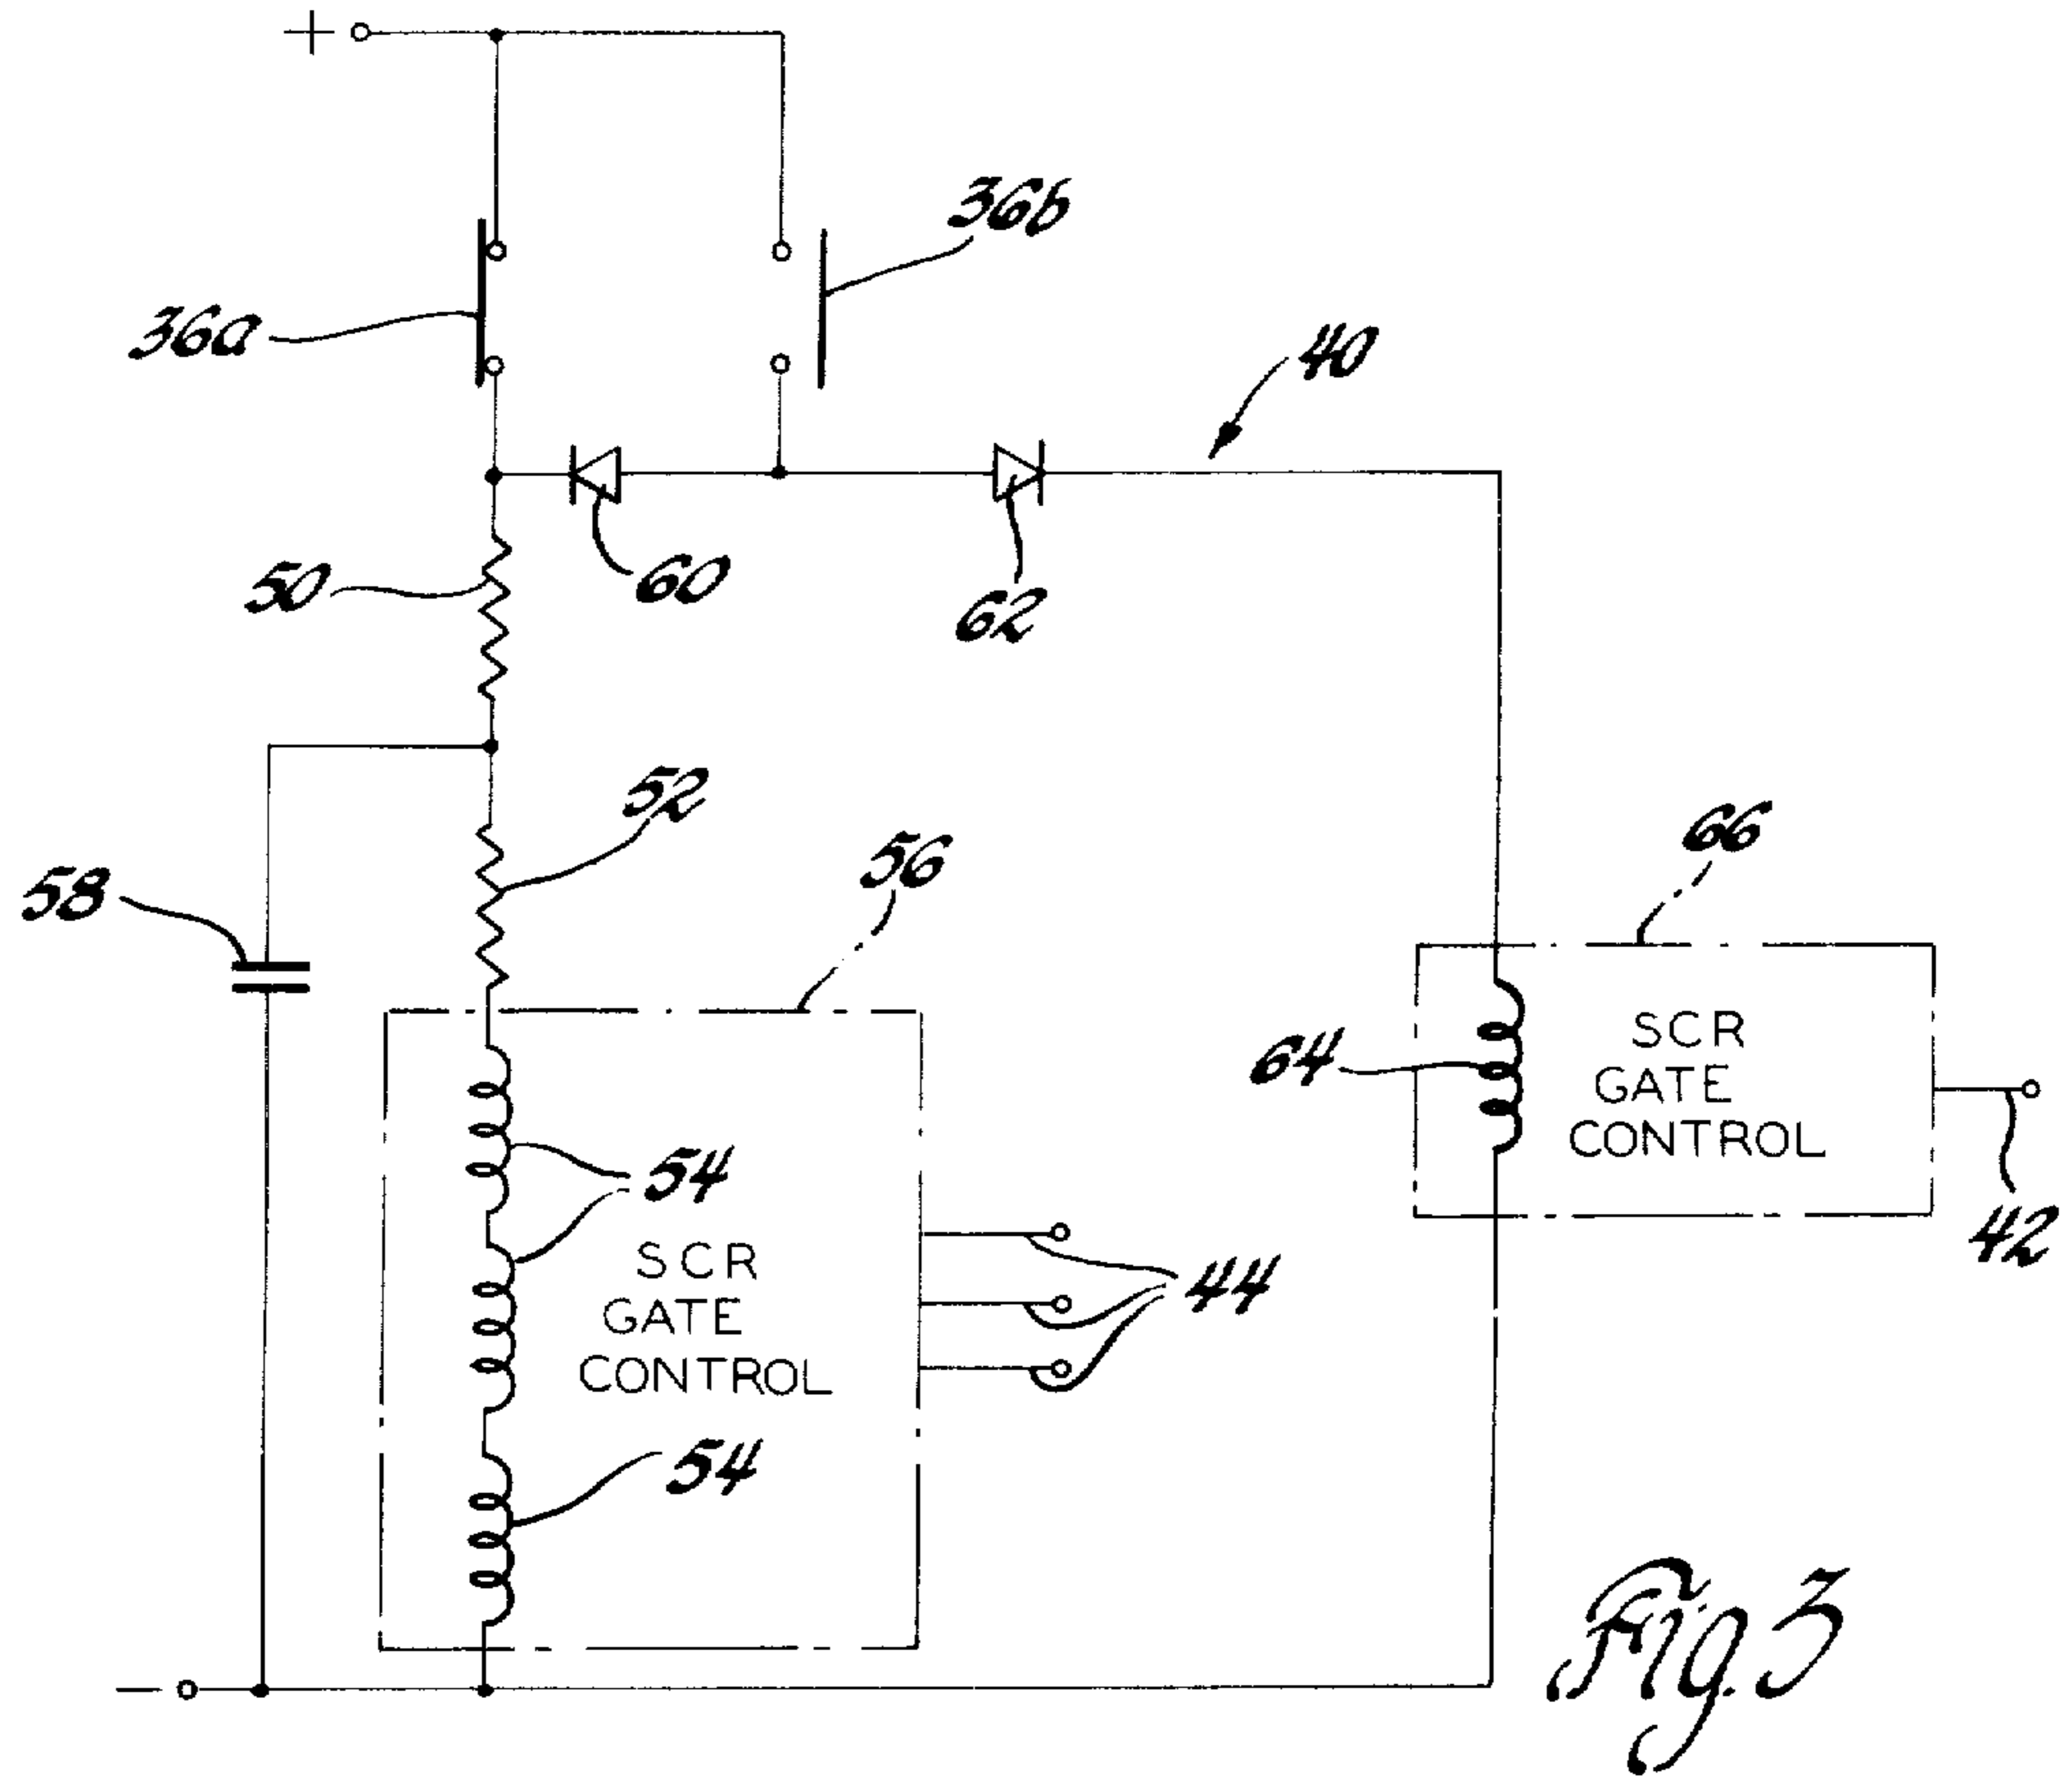 +
36b
36a
40
60
50
62
52
66
56
58
SCR
GATE
CONTROL
64
54
SCR
GATE
CONTROL
44
42
54
Fig. 3